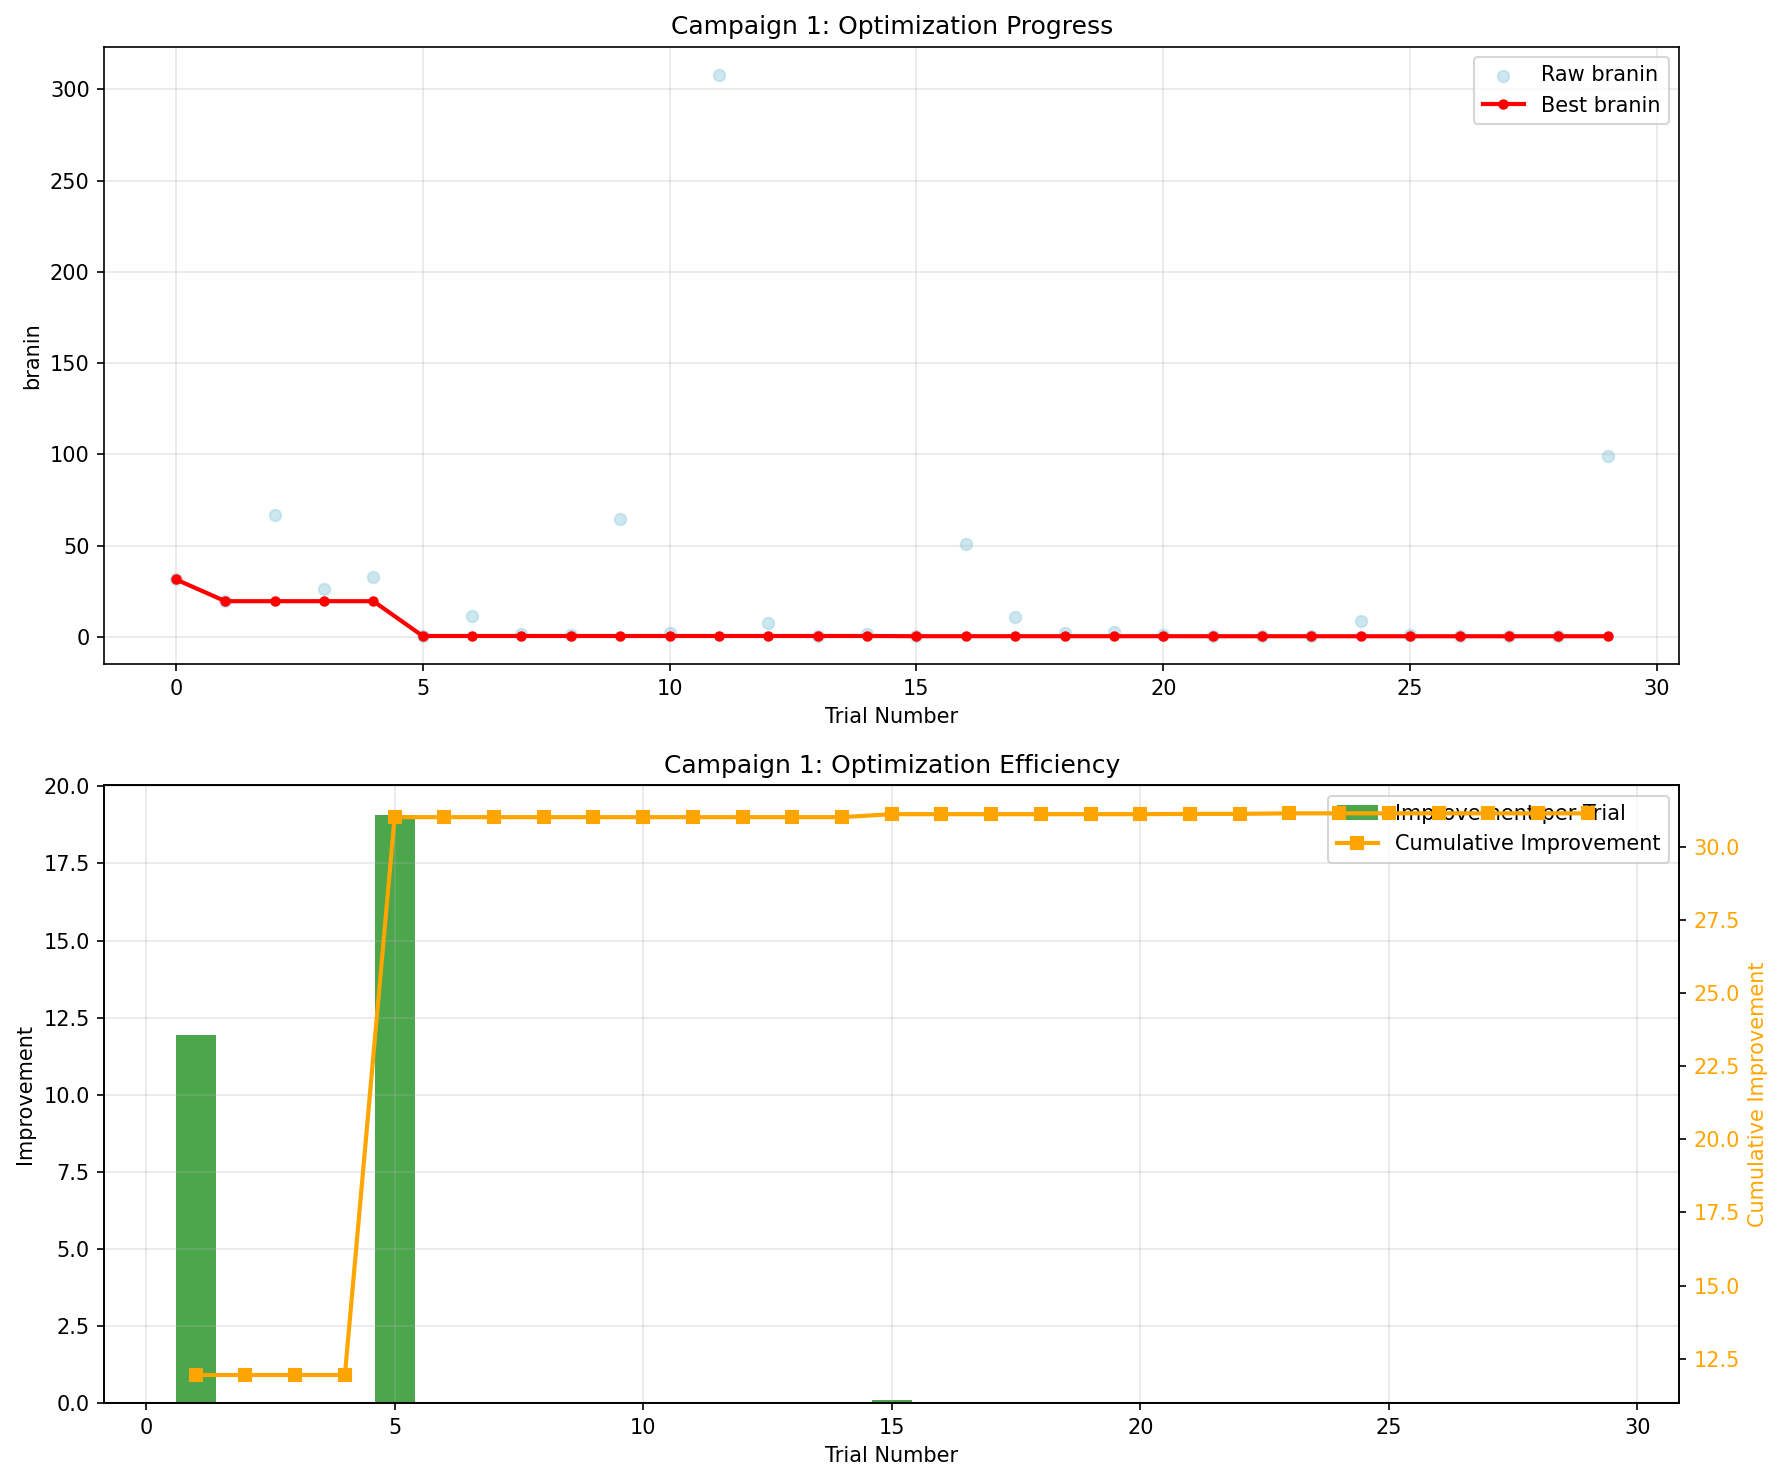 Campaign 1: Optimization Progress
Raw branin
Best branin
300
250
200
150
100
50
0
branin
0 5 10 15 20 25 30
Trial Number
Campaign 1: Optimization Efficiency
Improvement per Trial
Cumulative Improvement
20.0
17.5
15.0
12.5
10.0
7.5
5.0
2.5
0.0
Improvement
30.0
27.5
25.0
22.5
20.0
17.5
15.0
12.5
Cumulative Improvement
0 5 10 15 20 25 30
Trial Number